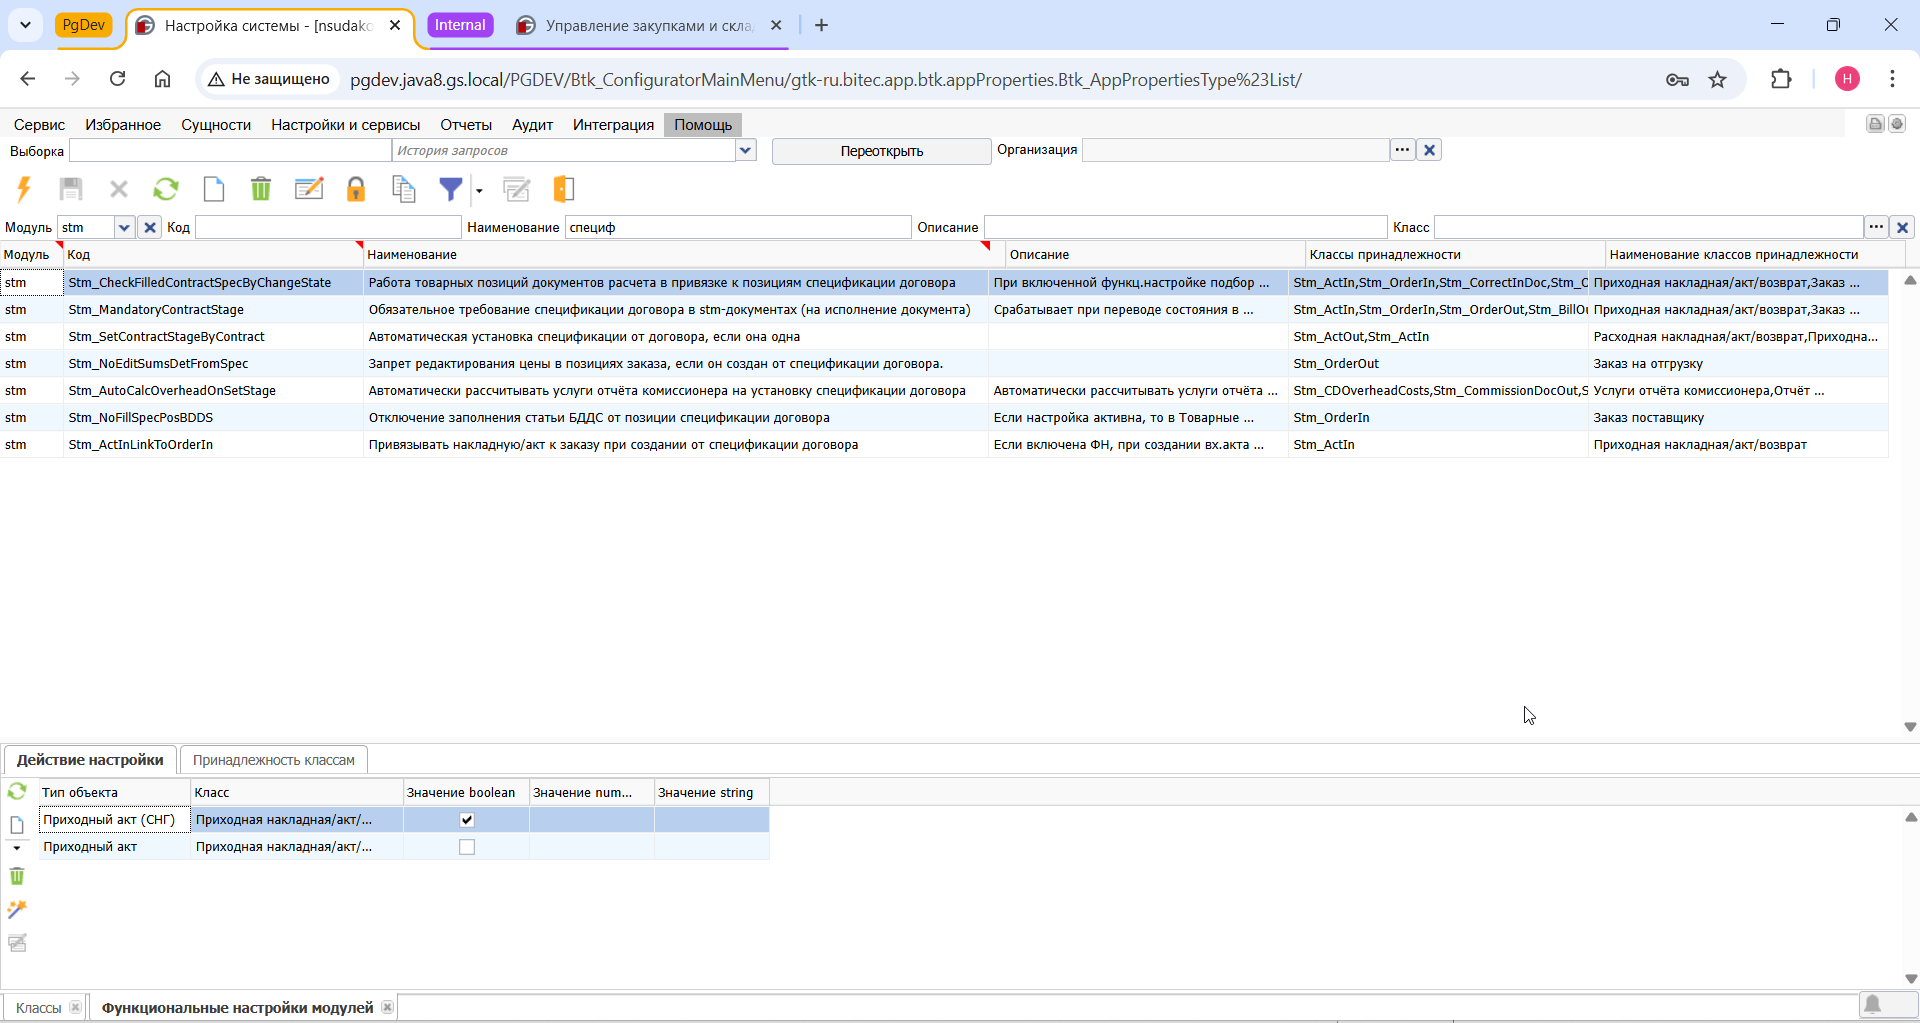 PgDev
Настройка системы - [nsudako
Internal
Управление закупками и скла
Не защищено
pgdev.java8.gs.local/PGDEV/Btk_ConfiguratorMainMenu/gtk-ru.bitec.app.btk.appProperties.Btk_AppPropertiesType%23List/
Н
Сервис Избранное Сущности Настройки и сервисы Отчеты Аудит Интеграция Помощь
Выборка История запросов Переоткрыть Организация
Модуль stm Код Наименование специф Описание Класс
Модуль Код Наименование Описание Классы принадлежности Наименование классов принадлежности
stm Stm_CheckFilledContractSpecByChangeState Работа товарных позиций документов расчета в привязке к позициям спецификации договора При включенной функц.настройке подбор ... Stm_ActIn,Stm_OrderIn,Stm_CorrectInDoc,Stm_C Приходная накладная/акт/возврат,Заказ ...
stm Stm_MandatoryContractStage Обязательное требование спецификации договора в stm-документах (на исполнение документа) Срабатывает при переводе состояния в ... Stm_ActIn,Stm_OrderIn,Stm_OrderOut,Stm_BillOu Приходная накладная/акт/возврат,Заказ ...
stm Stm_SetContractStageByContract Автоматическая установка спецификации от договора, если она одна Stm_ActOut,Stm_ActIn Расходная накладная/акт/возврат,Приходна...
stm Stm_NoEditSumsDetFromSpec Запрет редактирования цены в позициях заказа, если он создан от спецификации договора. Stm_OrderOut Заказ на отгрузку
stm Stm_AutoCalcOverheadOnSetStage Автоматически рассчитывать услуги отчёта комиссионера на установку спецификации договора Автоматически рассчитывать услуги отчёта ... Stm_CDOverheadCosts,Stm_CommissionDocOut,S Услуги отчёта комиссионера,Отчёт ...
stm Stm_NoFillSpecPosBDDS Отключение заполнения статьи БДДС от позиции спецификации договора Если настройка активна, то в Товарные ... Stm_OrderIn Заказ поставщику
stm Stm_ActInLinkToOrderIn Привязывать накладную/акт к заказу при создании от спецификации договора Если включена ФН, при создании вх.акта ... Stm_ActIn Приходная накладная/акт/возврат
Действие настройки Принадлежность классам
Тип объекта Класс Значение boolean Значение num... Значение string
Приходный акт (СНГ) Приходная накладная/акт/...
Приходный акт Приходная накладная/акт/...
Классы Функциональные настройки модулей